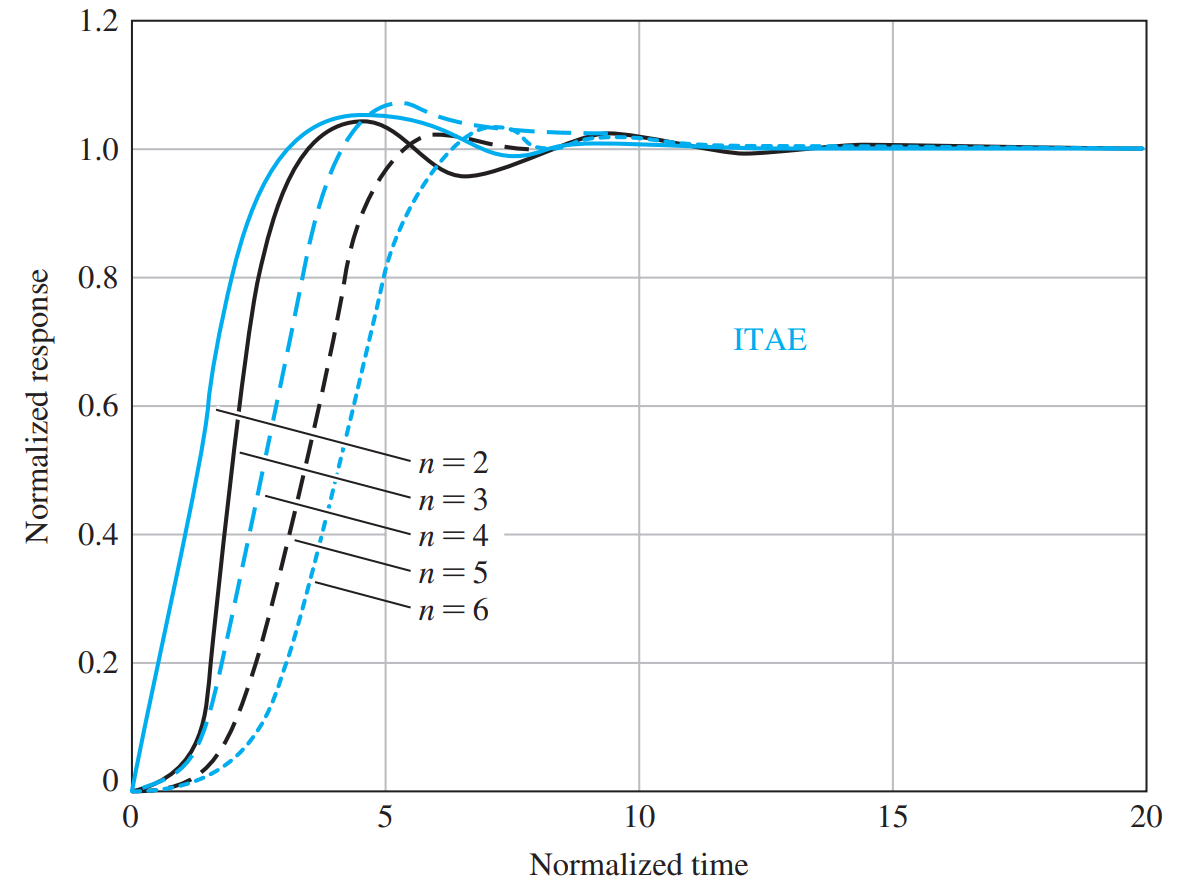 1.2
1.0
0.8
0.6
0.4
0.2
0
Normalized response
ITAE
n = 2
n = 3
n = 4
n = 5
n = 6
0 5 10 15 20
Normalized time